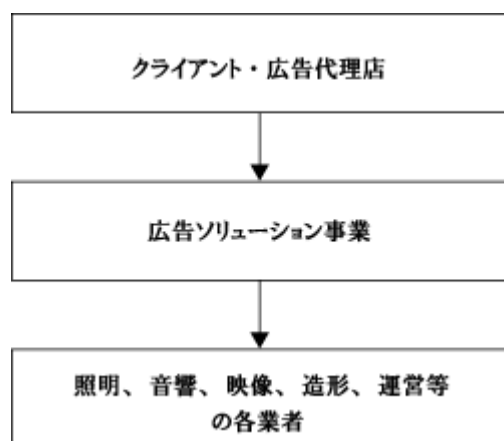 クライアント・広告代理店
広告ソリューション事業
照明、音響、映像、造形、運営等
の各業者